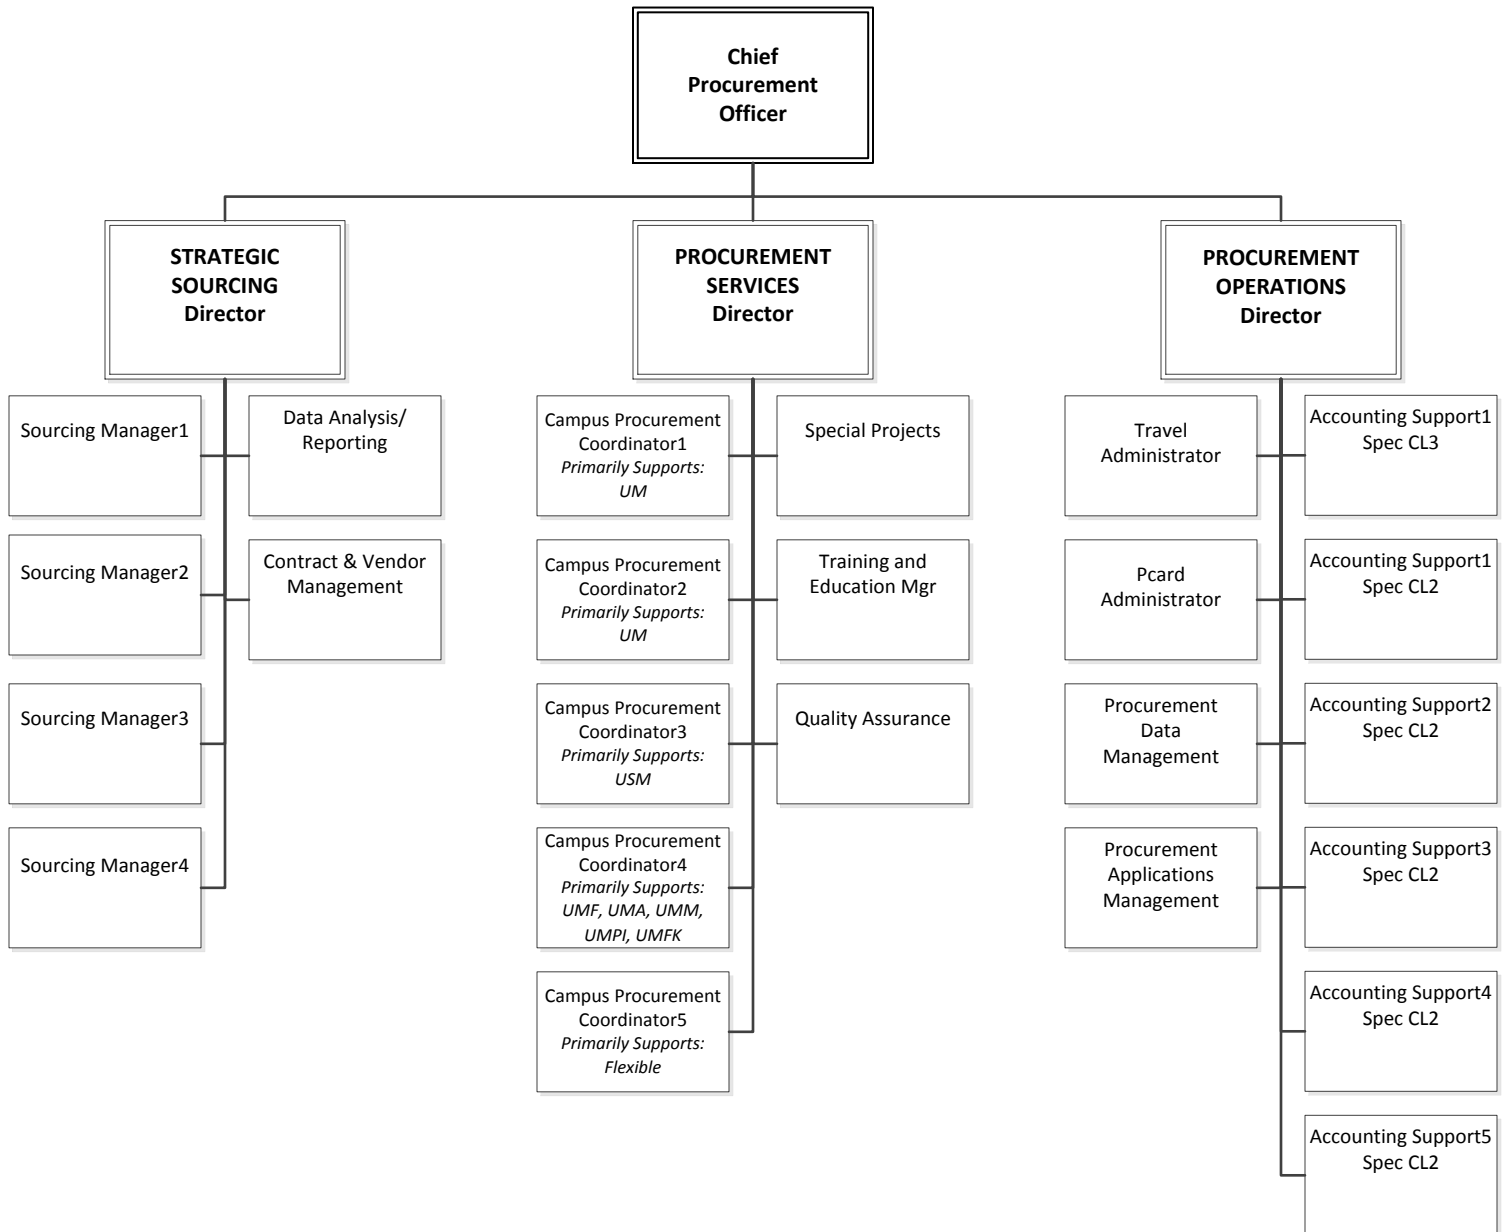 Chief
Procurement
Officer
STRATEGIC
SOURCING
Director
PROCUREMENT
SERVICES
Director
PROCUREMENT
OPERATIONS
Director
Sourcing Manager1
Data Analysis/
Reporting
Sourcing Manager2
Contract & Vendor
Management
Sourcing Manager3
Sourcing Manager4
Campus Procurement
Coordinator1
Primarily Supports:
UM
Special Projects
Campus Procurement
Coordinator2
Primarily Supports:
UM
Training and
Education Mgr
Campus Procurement
Coordinator3
Primarily Supports:
USM
Quality Assurance
Campus Procurement
Coordinator4
Primarily Supports:
UMF, UMA, UMM,
UMPI, UMFK
Campus Procurement
Coordinator5
Primarily Supports:
Flexible
Travel
Administrator
Accounting Support1
Spec CL3
Pcard
Administrator
Accounting Support1
Spec CL2
Procurement
Data
Management
Accounting Support2
Spec CL2
Procurement
Applications
Management
Accounting Support3
Spec CL2
Accounting Support4
Spec CL2
Accounting Support5
Spec CL2